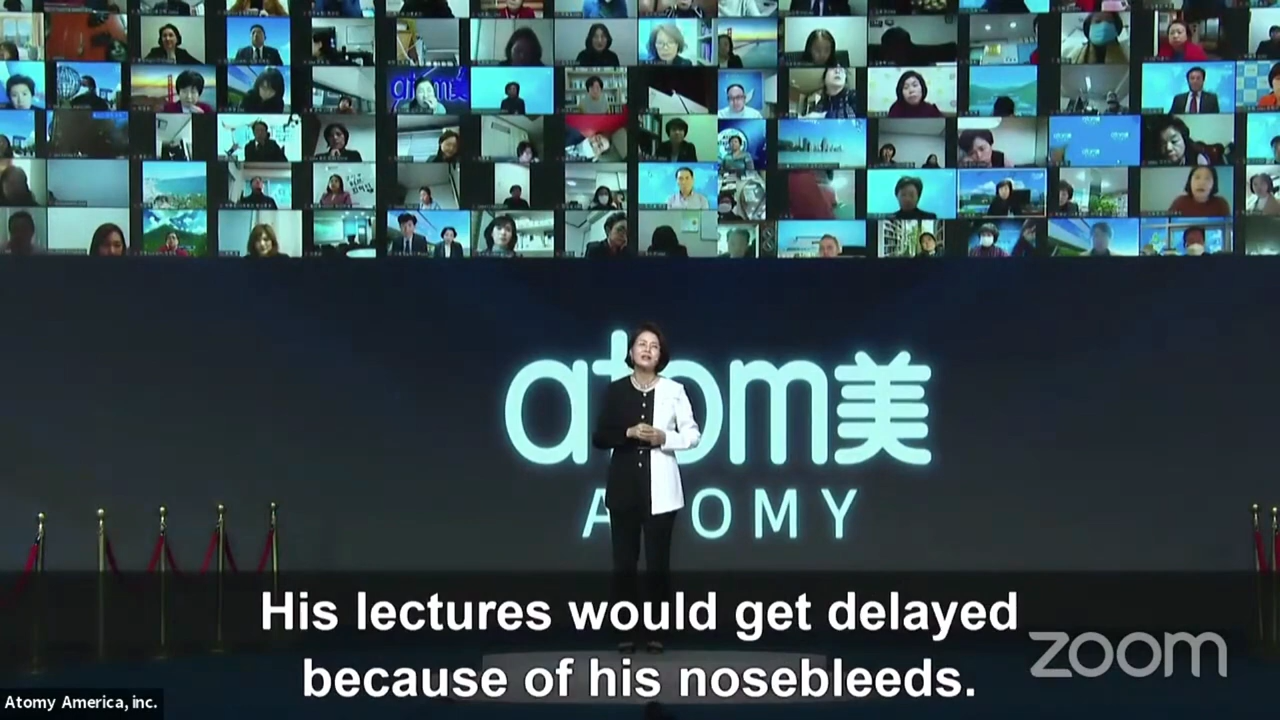 atom美
ATOMY
His lectures would get delayed
because of his nosebleeds.
zoom
Atomy America, inc.